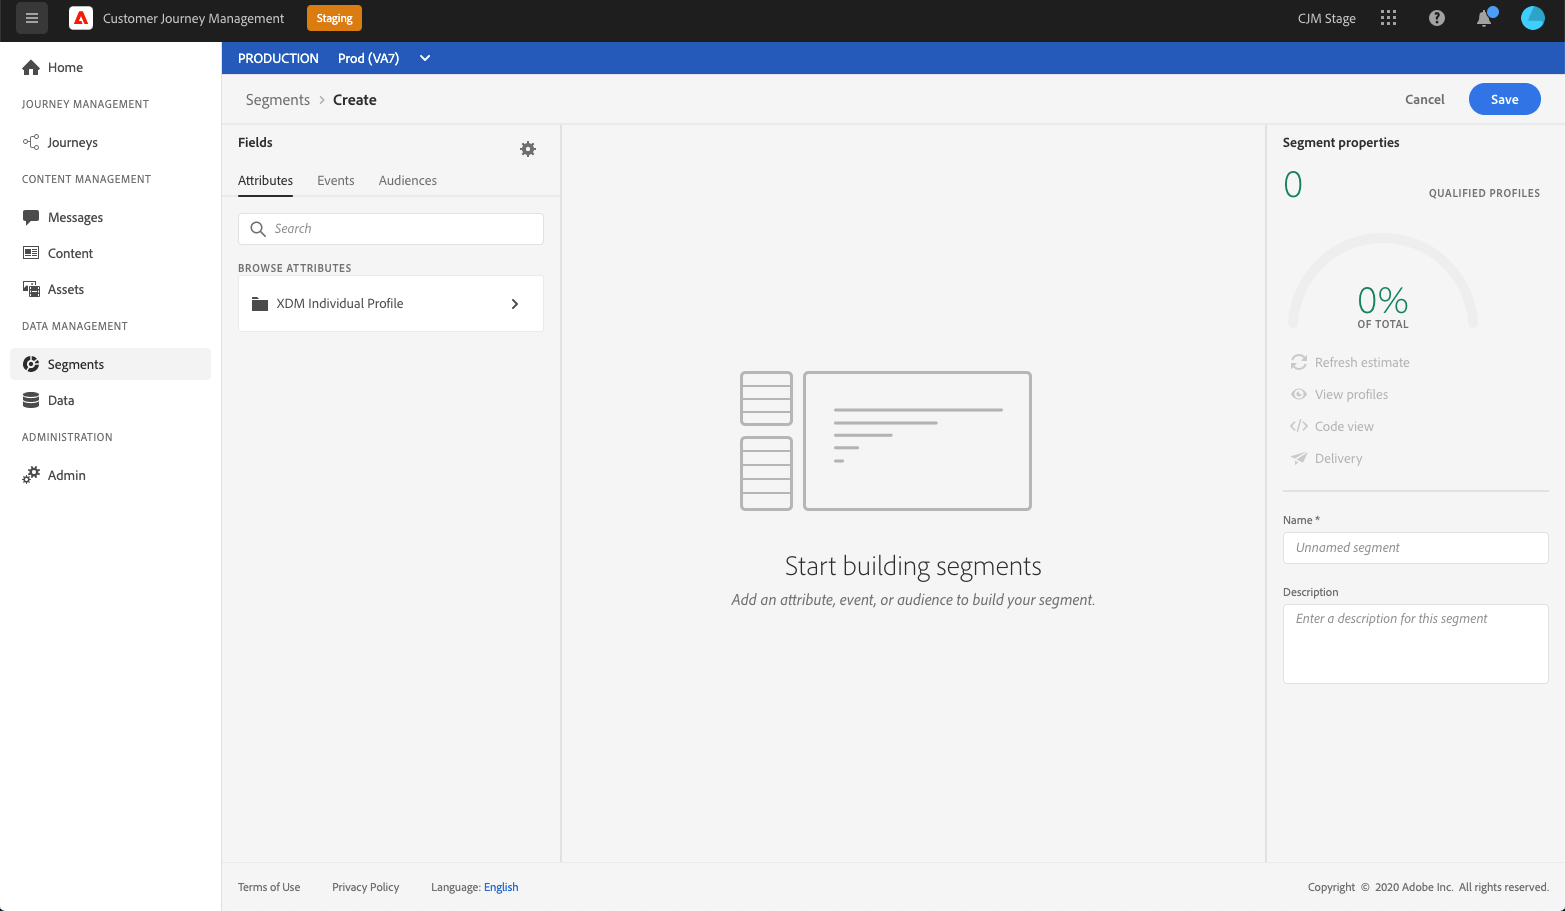 Customer Journey Management
Staging
CJM Stage
Home
JOURNEY MANAGEMENT
Journeys
CONTENT MANAGEMENT
Messages
Content
Assets
DATA MANAGEMENT
Segments
Data
ADMINISTRATION
Admin
PRODUCTION Prod (VA7)
Segments > Create
Cancel
Save
Fields
Attributes Events Audiences
Search
BROWSE ATTRIBUTES
XDM Individual Profile
Start building segments
Add an attribute, event, or audience to build your segment.
Segment properties
0
QUALIFIED PROFILES
0%
OF TOTAL
Refresh estimate
View profiles
Code view
Delivery
Name *
Unnamed segment
Description
Enter a description for this segment
Terms of Use Privacy Policy Language: English
Copyright © 2020 Adobe Inc. All rights reserved.